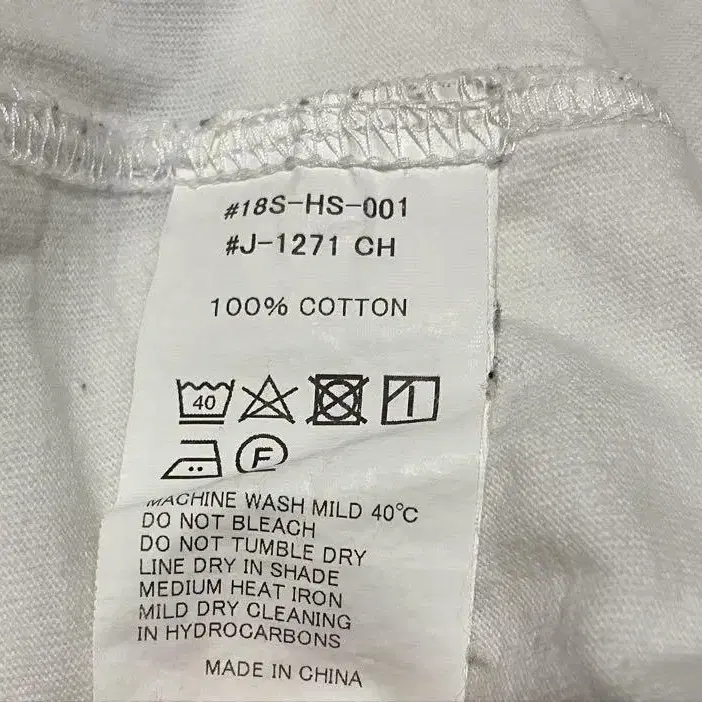 #18S-HS-001
#J-1271 CH
100% COTTON
40
F
MACHINE WASH MILD 40℃
DO NOT BLEACH
DO NOT TUMBLE DRY
LINE DRY IN SHADE
MEDIUM HEAT IRON
MILD DRY CLEANING
IN HYDROCARBONS
MADE IN CHINA